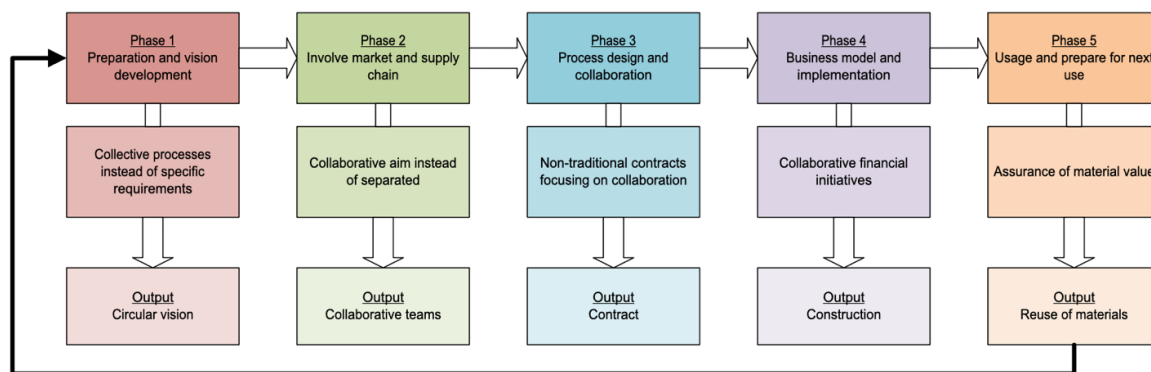 Phase 1
Preparation and vision
development
Phase 2
Involve market and supply
chain
Phase 3
Process design and
collaboration
Phase 4
Business model and
implementation
Phase 5
Usage and prepare for next
use
Collective processes
instead of specific
requirements
Collaborative aim instead
of separated
Non-traditional contracts
focusing on collaboration
Collaborative financial
initiatives
Assurance of material value
Output
Circular vision
Output
Collaborative teams
Output
Contract
Output
Construction
Output
Reuse of materials